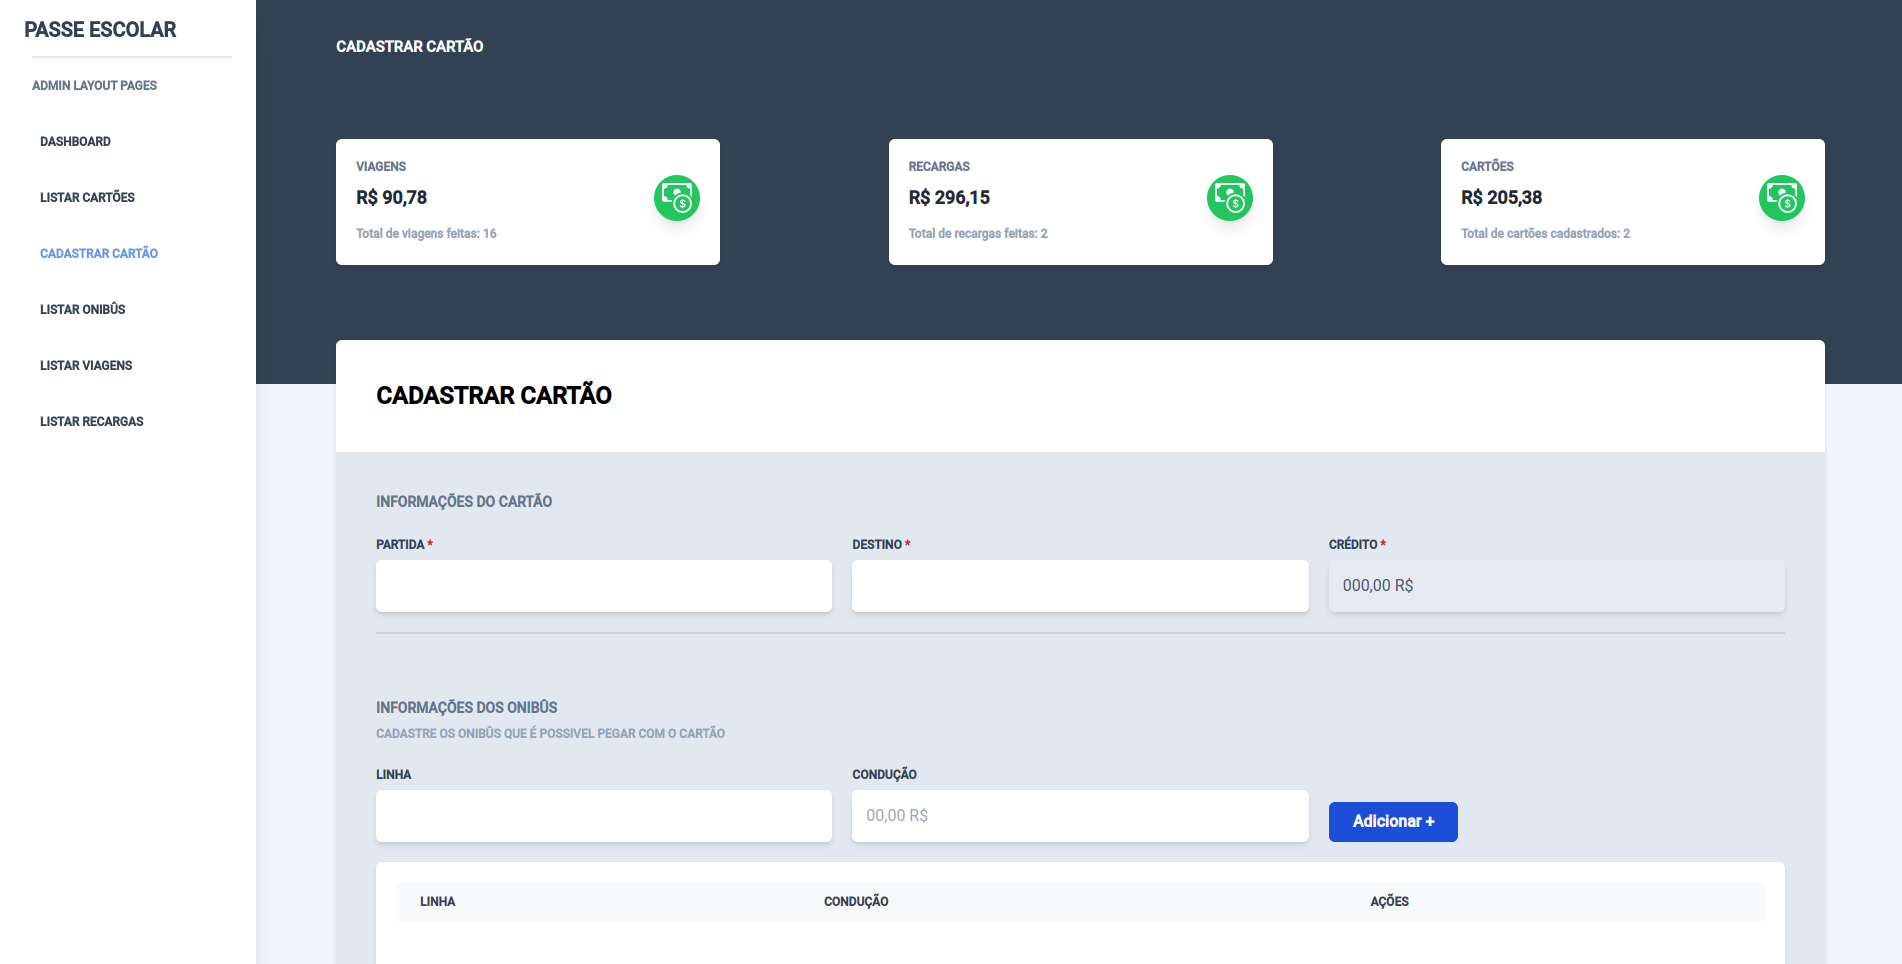 PASSE ESCOLAR
ADMIN LAYOUT PAGES
DASHBOARD
LISTAR CARTÕES
CADASTRAR CARTÃO
LISTAR ONIBÛS
LISTAR VIAGENS
LISTAR RECARGAS
CADASTRAR CARTÃO
VIAGENS
R$ 90,78
Total de viagens feitas: 16
RECARGAS
R$ 296,15
Total de recargas feitas: 2
CARTÕES
R$ 205,38
Total de cartões cadastrados: 2
CADASTRAR CARTÃO
INFORMAÇÕES DO CARTÃO
PARTIDA *
DESTINO *
CRÉDITO *
000,00 R$
INFORMAÇÕES DOS ONIBÛS
CADASTRE OS ONIBÛS QUE É POSSIVEL PEGAR COM O CARTÃO
LINHA
CONDUÇÃO
00,00 R$
Adicionar +
LINHA CONDUÇÃO AÇÕES